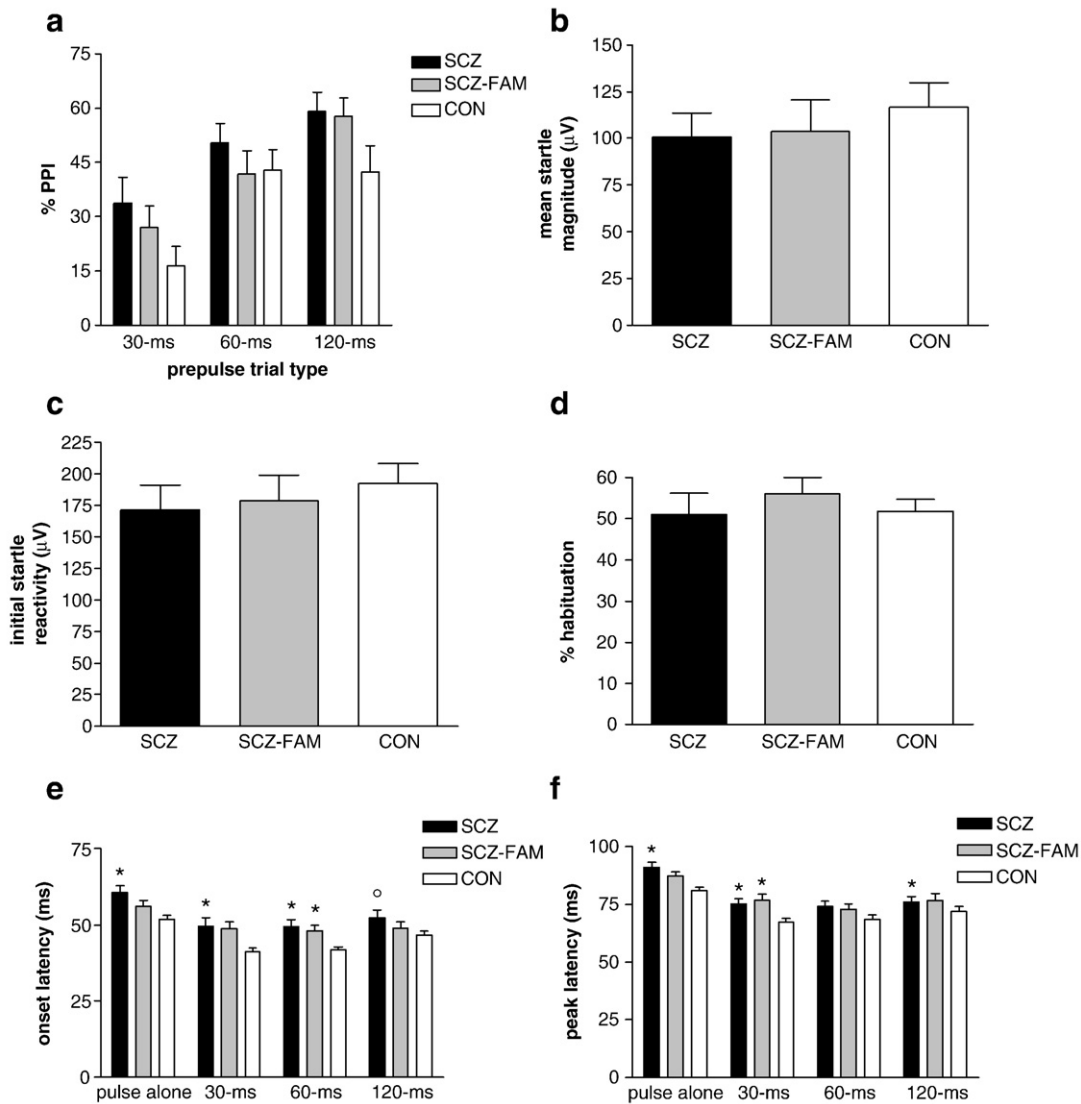 a
75
60
45
30
15
0
% PPI
SCZ
SCZ-FAM
CON
30-ms 60-ms 120-ms
prepulse trial type
b
150
125
100
75
50
25
0
mean startle
magnitude (μV)
SCZ SCZ-FAM CON
c
225
200
175
150
125
100
75
50
25
0
initial startle
reactivity (μV)
SCZ SCZ-FAM CON
d
60
50
40
30
20
10
0
% habituation
SCZ SCZ-FAM CON
e
75
50
25
0
onset latency (ms)
SCZ
SCZ-FAM
CON
* * * * ○
pulse alone 30-ms 60-ms 120-ms
f
100
75
50
25
0
peak latency (ms)
SCZ
SCZ-FAM
CON
* * * *
pulse alone 30-ms 60-ms 120-ms